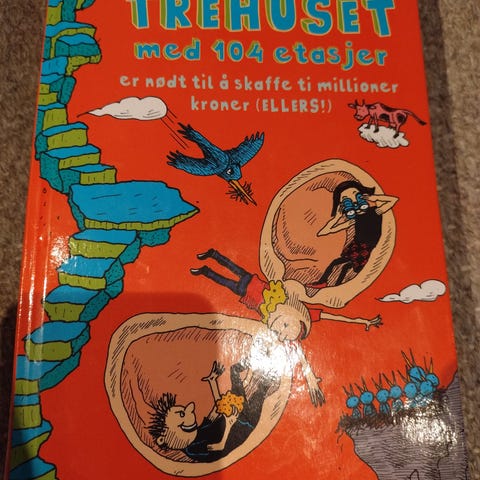 TREHUSET
med 104 etasjer
er nødt til å skaffe ti millioner
kroner (ELLERS!)